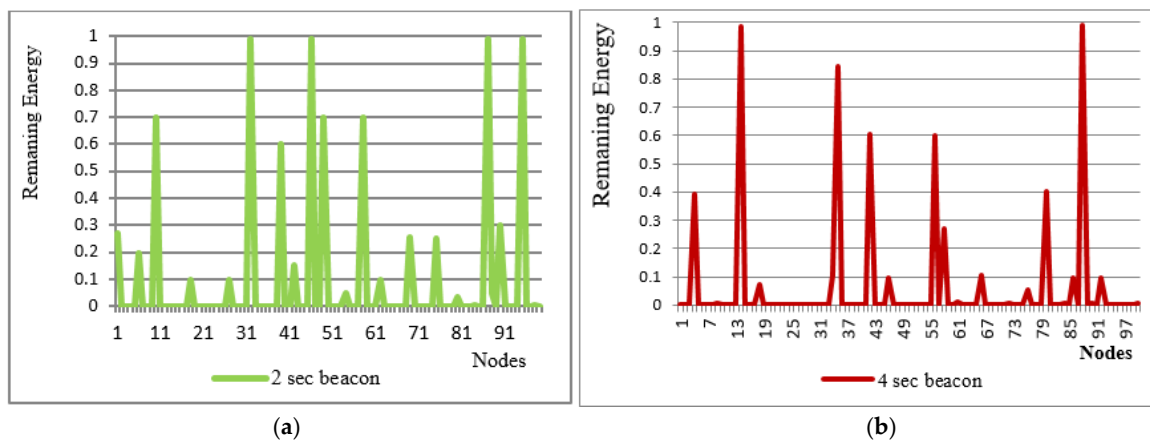 Remaning Energy
1
0.9
0.8
0.7
0.6
0.5
0.4
0.3
0.2
0.1
0
1 11 21 31 41 51 61 71 81 91
Nodes
2 sec beacon
(a)
Remaning Energy
1
0.9
0.8
0.7
0.6
0.5
0.4
0.3
0.2
0.1
0
1 7 13 19 25 31 37 43 49 55 61 67 73 79 85 91 97
Nodes
4 sec beacon
(b)